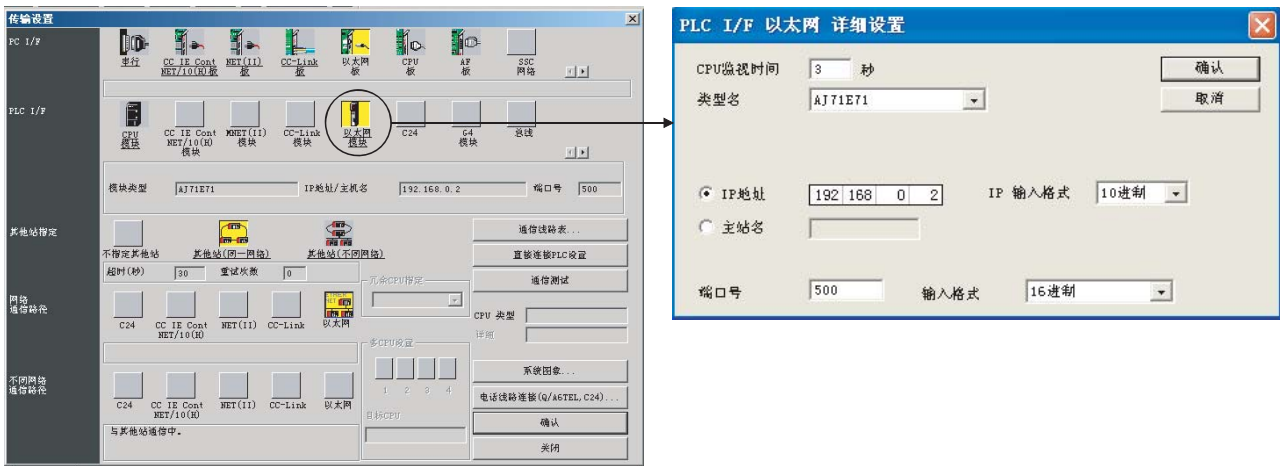 传输设置
PC I/F
串行
CC IE Cont NET/10(H)板
NET(II) 板
CC-Link 板
以太网 板
CPU 板
AF 板
SSC 网络
PLC I/F
CPU 模块
CC IE Cont NET/10(H) 模块
MNET(II) 模块
CC-Link 模块
以太网 模块
C24
G4 模块
总线
模块类型 AJ71E71 IP地址/主机名 192.168.0.2 端口号 500
其他站指定
不指定其他站
其他站(同一网络)
其他站(不同网络)
超时(秒) 30 重试次数 0
冗余CPU指定
网络通信路径
C24
CC IE Cont NET/10(H)
NET(II)
CC-Link
以太网
多CPU设置
1 2 3 4
目标CPU
不同网络通信路径
C24
CC IE Cont NET/10(H)
NET(II)
CC-Link
以太网
与其他站通信中。
通信线路表...
直接连接PLC设置
通信测试
CPU 类型
详细
系统图象...
电话线路连接(Q/A6TEL,C24)...
确认
关闭
PLC I/F 以太网 详细设置
CPU监视时间 3 秒
确认
类型名 AJ71E71
取消
IP地址 192 168 0 2 IP 输入格式 10进制
主站名
端口号 500 输入格式 16进制